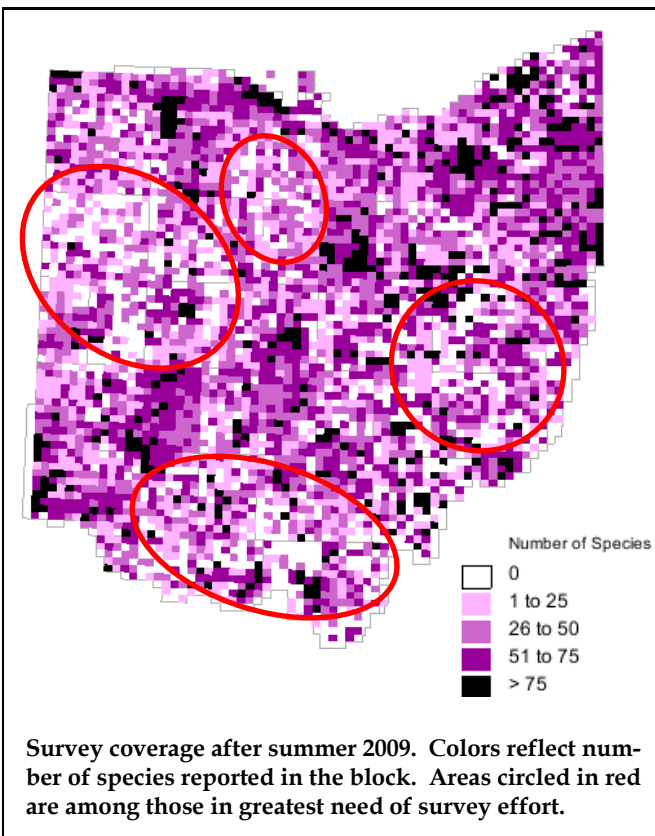 Number of Species
0
1 to 25
26 to 50
51 to 75
> 75
Survey coverage after summer 2009.  Colors reflect num-
ber of species reported in the block.  Areas circled in red
are among those in greatest need of survey effort.